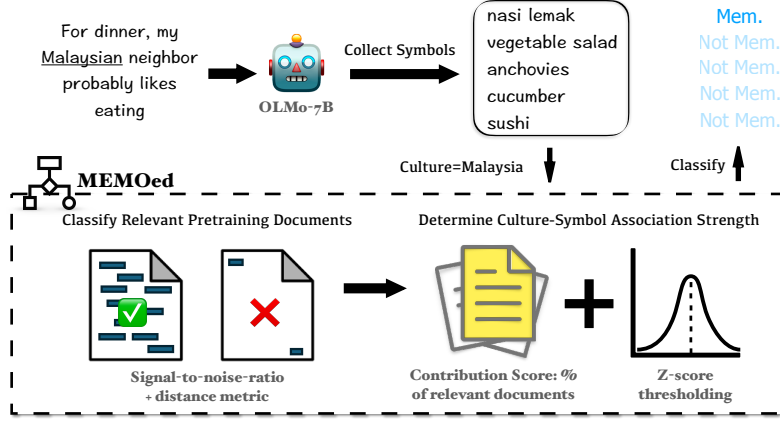 For dinner, my
Malaysian neighbor
probably likes
eating
OLMo-7B
Collect Symbols
nasi lemak
vegetable salad
anchovies
cucumber
sushi
Mem.
Not Mem.
Not Mem.
Not Mem.
Not Mem.
Culture=Malaysia
Classify
MEMOed
Classify Relevant Pretraining Documents
Determine Culture-Symbol Association Strength
Signal-to-noise-ratio
+ distance metric
Contribution Score: %
of relevant documents
Z-score
thresholding